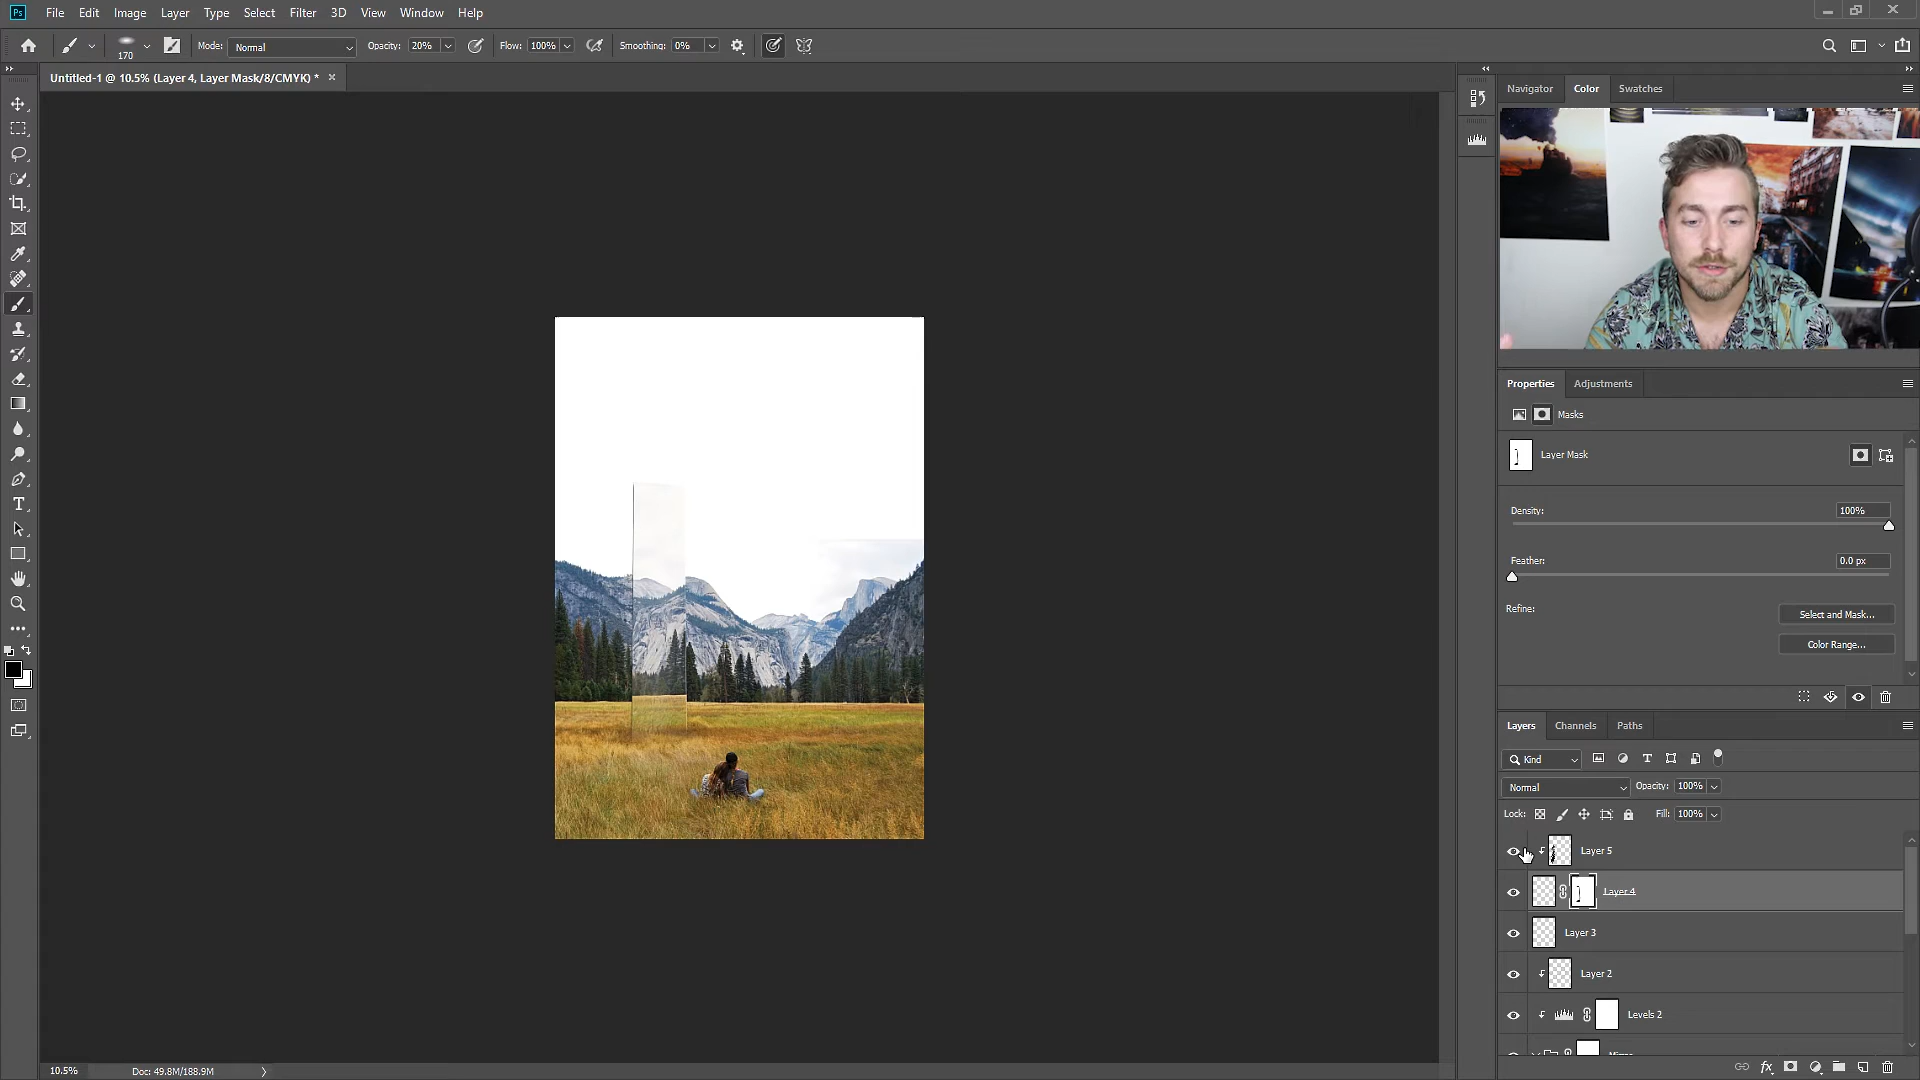 Ps File Edit Image Layer Type Select Filter 3D View Window Help
170 Mode: Normal Opacity: 20% Flow: 100% Smoothing: 0%
Untitled-1 @ 10.5% (Layer 4, Layer Mask/8/CMYK) *
Navigator Color Swatches
Properties Adjustments
Masks
Layer Mask
Density: 100%
Feather: 0.0 px
Refine: Select and Mask...
Color Range...
Layers Channels Paths
Kind
Normal Opacity: 100%
Lock: Fill: 100%
Layer 5
Layer 4
Layer 3
Layer 2
Levels 2
10.5% Doc: 49.8M/188.9M